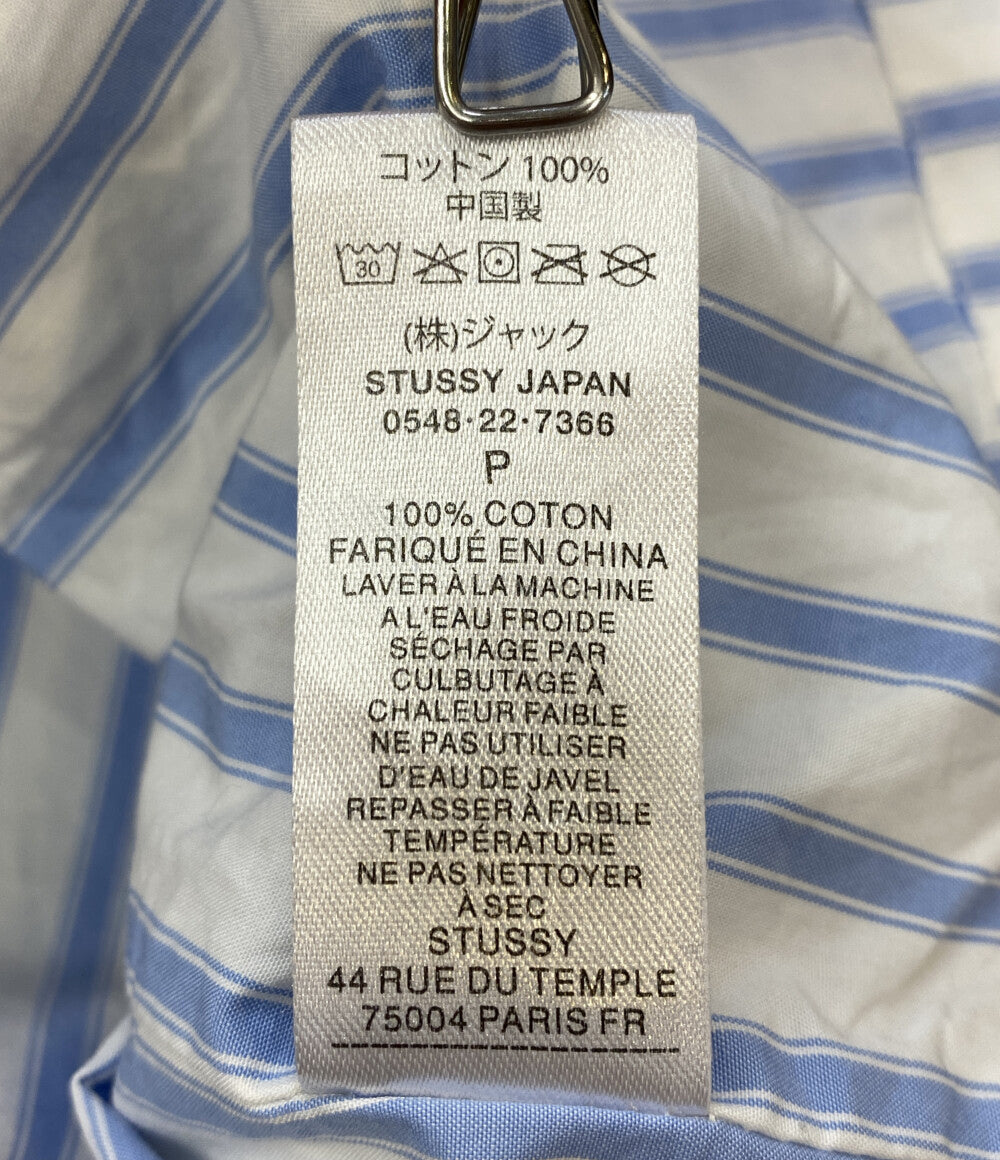 コットン 100%
中国製
30
(株)ジャック
STUSSY JAPAN
0548·22·7366
P
100% COTON
FARIQUÉ EN CHINA
LAVER À LA MACHINE
A L'EAU FROIDE
SÉCHAGE PAR
CULBUTAGE À
CHALEUR FAIBLE
NE PAS UTILISER
D'EAU DE JAVEL
REPASSER À FAIBLE
TEMPÉRATURE
NE PAS NETTOYER
À SEC
STUSSY
44 RUE DU TEMPLE
75004 PARIS FR